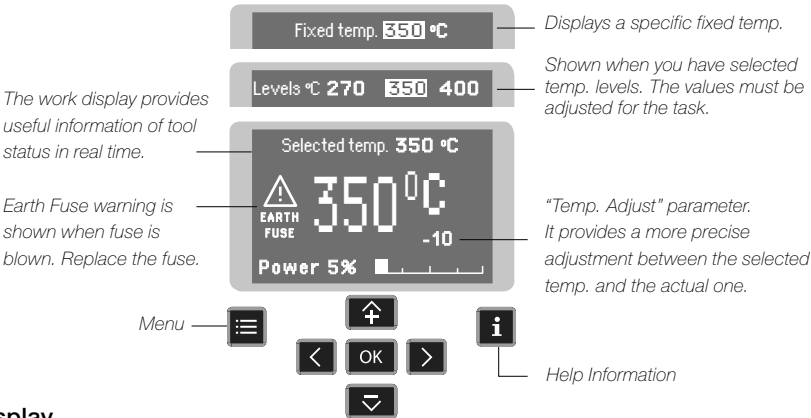 Fixed temp. 350 ºC
Displays a specific fixed temp.
Levels ºC 270 350 400
Shown when you have selected
temp. levels. The values must be
adjusted for the task.
The work display provides
useful information of tool
status in real time.
Selected temp. 350 ºC
350ºC
EARTH
FUSE
-10
Power 5%
Earth Fuse warning is
shown when fuse is
blown. Replace the fuse.
“Temp. Adjust” parameter.
It provides a more precise
adjustment between the selected
temp. and the actual one.
Menu
OK
i
Help Information